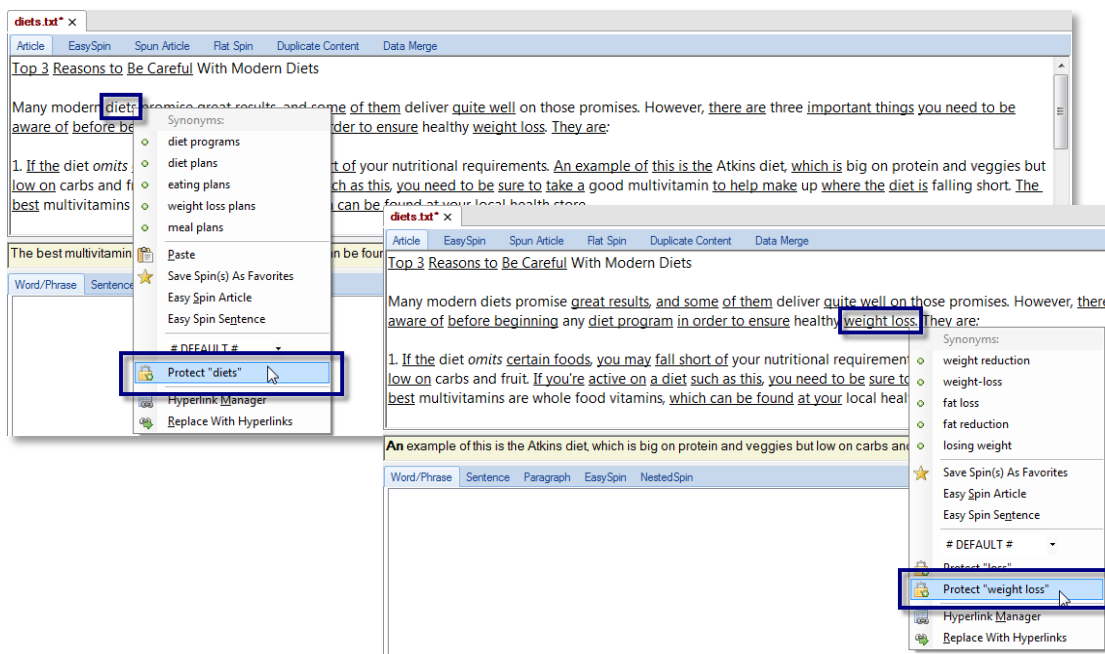 diets.txt* ×
Article EasySpin Spun Article Flat Spin Duplicate Content Data Merge
Top 3 Reasons to Be Careful With Modern Diets
Many modern diets promise great results, and some of them deliver quite well on those promises. However, there are three important things you need to be
aware of before be rder to ensure healthy weight loss. They are:
1. If the diet omits rt of your nutritional requirements. An example of this is the Atkins diet, which is big on protein and veggies but
low on carbs and fr ch as this, you need to be sure to take a good multivitamin to help make up where the diet is falling short. The
best multivitamins can be found at your local health store.
The best multivitamin n be four
Word/Phrase Sentence
Synonyms:
diet programs
diet plans
eating plans
weight loss plans
meal plans
Paste
Save Spin(s) As Favorites
Easy Spin Article
Easy Spin Sentence
# DEFAULT #
Protect "diets"
Hyperlink Manager
Replace With Hyperlinks
diets.txt* ×
Article EasySpin Spun Article Flat Spin Duplicate Content Data Merge
Top 3 Reasons to Be Careful With Modern Diets
Many modern diets promise great results, and some of them deliver quite well on those promises. However, there
aware of before beginning any diet program in order to ensure healthy weight loss. They are:
1. If the diet omits certain foods, you may fall short of your nutritional requirement
low on carbs and fruit. If you're active on a diet such as this, you need to be sure to
best multivitamins are whole food vitamins, which can be found at your local heal
An example of this is the Atkins diet, which is big on protein and veggies but low on carbs and
Word/Phrase Sentence Paragraph EasySpin NestedSpin
Synonyms:
weight reduction
weight-loss
fat loss
fat reduction
losing weight
Save Spin(s) As Favorites
Easy Spin Article
Easy Spin Sentence
# DEFAULT #
Protect "loss"
Protect "weight loss"
Hyperlink Manager
Replace With Hyperlinks